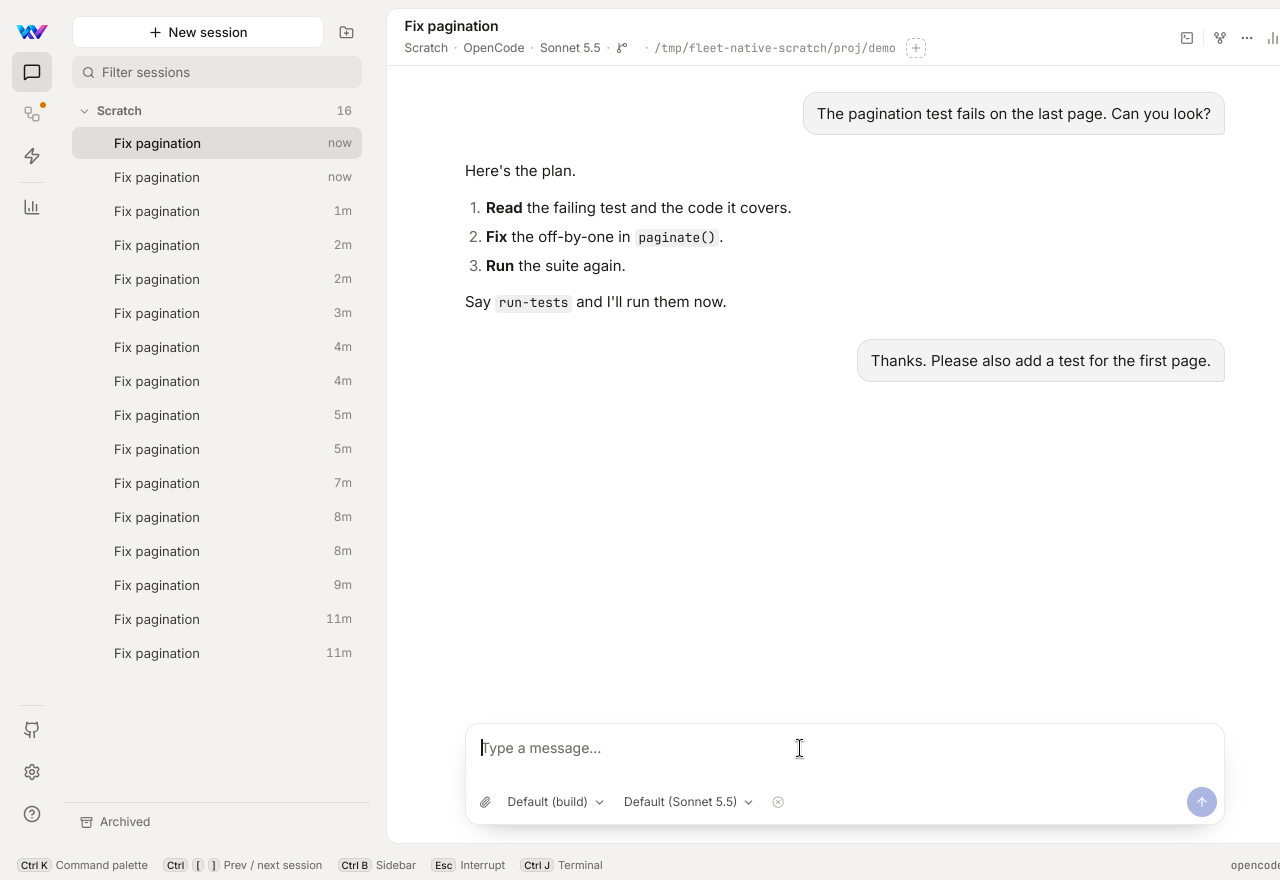 New session
Filter sessions
Scratch 16
Fix pagination now
Fix pagination now
Fix pagination 1m
Fix pagination 2m
Fix pagination 2m
Fix pagination 3m
Fix pagination 4m
Fix pagination 4m
Fix pagination 5m
Fix pagination 5m
Fix pagination 7m
Fix pagination 8m
Fix pagination 8m
Fix pagination 9m
Fix pagination 11m
Fix pagination 11m
Archived
Fix pagination
Scratch · OpenCode · Sonnet 5.5 · · /tmp/fleet-native-scratch/proj/demo
The pagination test fails on the last page. Can you look?
Here's the plan.
1. Read the failing test and the code it covers.
2. Fix the off-by-one in paginate().
3. Run the suite again.
Say run-tests and I'll run them now.
Thanks. Please also add a test for the first page.
Type a message...
Default (build) Default (Sonnet 5.5)
Ctrl K Command palette · Ctrl [ ] Prev / next session · Ctrl B Sidebar · Esc Interrupt · Ctrl J Terminal opencode